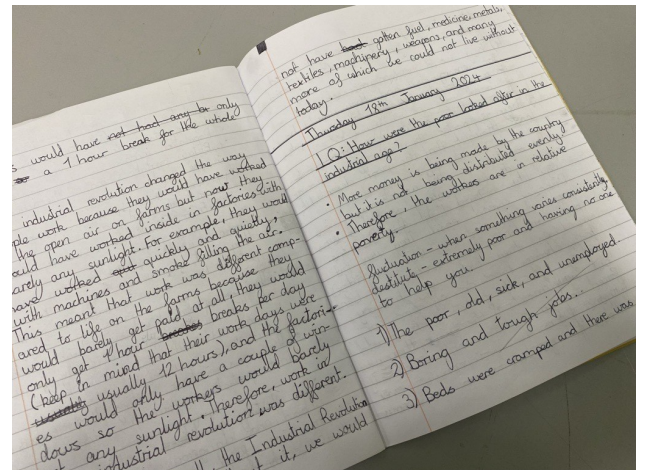 s would have not had any br only
so a 1 hour break for the whole
industrial revolution changed the way
ple work because they would have worked
the open air on farms but now they
ould have worked inside in factories with
arely any sunlight. For example, they would
have worked quickly and quietly,
with machines and smoke filling the air.
This meant that work was different comp-
ared to life on the farms because they
would barely get paid at all, they would
only get 1 hour breaks per day
(keep in mind that their work days were
usually usually 12 hours), and the factori-
es would only have a couple of win-
dows so the workers would barely
any sunlight. Therefore, work in
industrial revolution was different.
the Industrial Revolution
it, we would
not have gotten fuel, medicine, metals,
textiles, machinery, weapons, and many
more of which we could not live without
today.
Thursday 18th January 2024
LQ: How were the poor looked after in the
industrial age?
• More money is being made by the country
but it is not being distributed evenly.
• Therefore, the workers are in relative
poverty.
fluctuation - when something varies consistently
destitute - extremely poor and having no one
to help you.
1) The poor, old, sick, and unemployed.
2) Boring and tough jobs...
3) Beds were cramped and there was